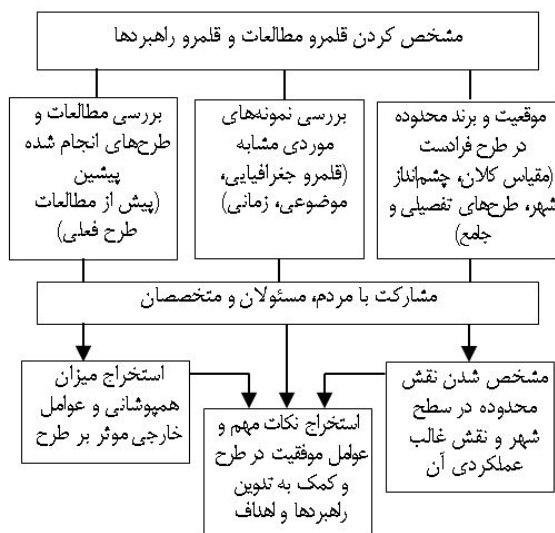 مشخص کردن قلمرو مطالعات و قلمرو راهبردها
موقعیت و برند محدوده
در طرح فرادست
(مقیاس کلان، چشم‌انداز
شهر، طرح‌های تفصیلی و
جامع)
بررسی نمونه‌های
موردی مشابه
(قلمرو جغرافیایی،
موضوعی، زمانی)
بررسی مطالعات و
طرح‌های انجام شده
پیشین
(پیش از مطالعات
طرح فعلی)
مشارکت با مردم، مسئولان و متخصصان
مشخص شدن نقش
محدوده در سطح
شهر و نقش غالب
عملکردی آن
استخراج نکات مهم و
عوامل موفقیت در طرح
و کمک به تدوین
راهبردها و اهداف
استخراج میزان
همپوشانی و عوامل
خارجی موثر بر طرح